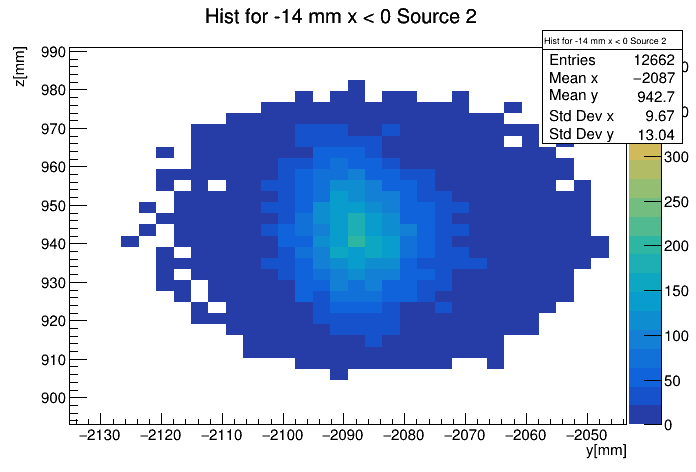 Hist for -14 mm x < 0 Source 2
z[mm]
990
980
970
960
950
940
930
920
910
900
−2130 −2120 −2110 −2100 −2090 −2080 −2070 −2060 −2050
y[mm]
Hist for -14 mm x < 0 Source 2
Entries 12662
Mean x −2087
Mean y 942.7
Std Dev x 9.67
Std Dev y 13.04
300
250
200
150
100
50
0